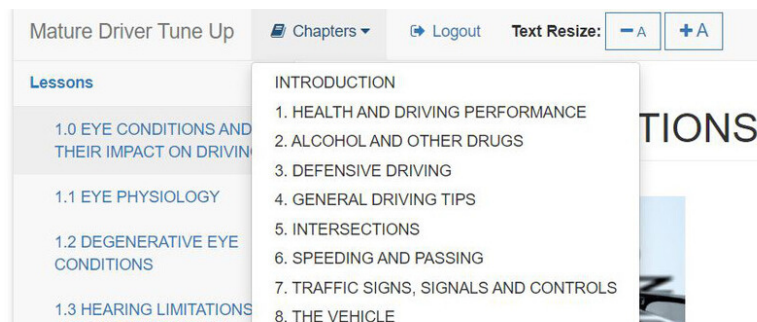 Mature Driver Tune Up
Chapters
Logout
Text Resize:
− A
+ A
Lessons
1.0 EYE CONDITIONS AND
THEIR IMPACT ON
1.1 EYE PHYSIOLOGY
1.2 DEGENERATIVE EYE
CONDITIONS
1.3 HEARING LIMITATIONS
INTRODUCTION
1. HEALTH AND DRIVING PERFORMANCE
2. ALCOHOL AND OTHER DRUGS
3. DEFENSIVE DRIVING
4. GENERAL DRIVING TIPS
5. INTERSECTIONS
6. SPEEDING AND PASSING
7. TRAFFIC SIGNS, SIGNALS AND CONTROLS
8. THE VEHICLE
TIONS